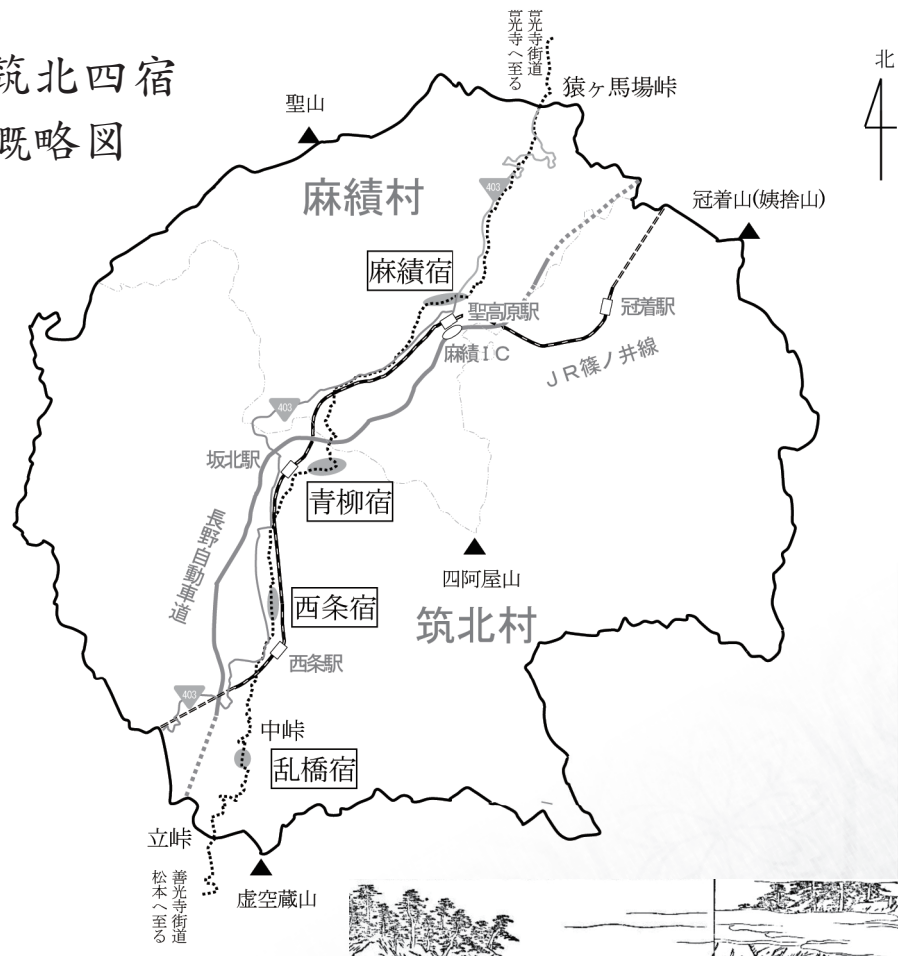 筑北四宿
概略図
善光寺街道
善光寺へ至る
猿ヶ馬場峠
北
聖山
403
麻績村
冠着山(姨捨山)
麻績宿
聖高原駅
冠着駅
麻績IC
JR篠ノ井線
403
坂北駅
青柳宿
長野自動車道
四阿屋山
西条宿
筑北村
西条駅
403
中峠
乱橋宿
立峠
善光寺街道
松本へ至る
虚空蔵山